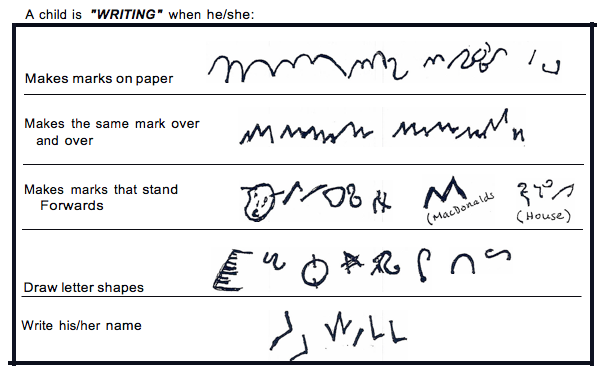 A child is "WRITING" when he/she:
Makes marks on paper
Makes the same mark over
and over
Makes marks that stand
Forwards
(MacDonalds)
(House)
Draw letter shapes
Write his/her name
WiLL